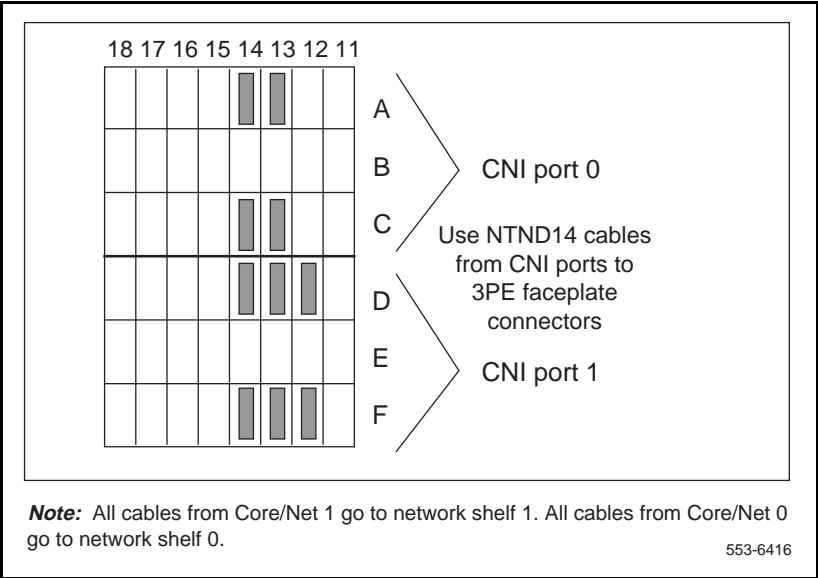 18 17 16 15 14 13 12 11
A
B
CNI port 0
C
Use NTND14 cables
from CNI ports to
3PE faceplate
connectors
D
E
CNI port 1
F
Note: All cables from Core/Net 1 go to network shelf 1. All cables from Core/Net 0
go to network shelf 0.
553-6416